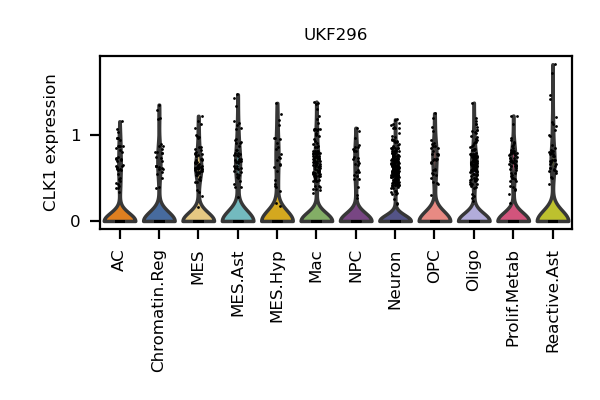 UKF296
CLK1 expression
1
0
AC
Chromatin.Reg
MES
MES.Ast
MES.Hyp
Mac
NPC
Neuron
OPC
Oligo
Prolif.Metab
Reactive.Ast